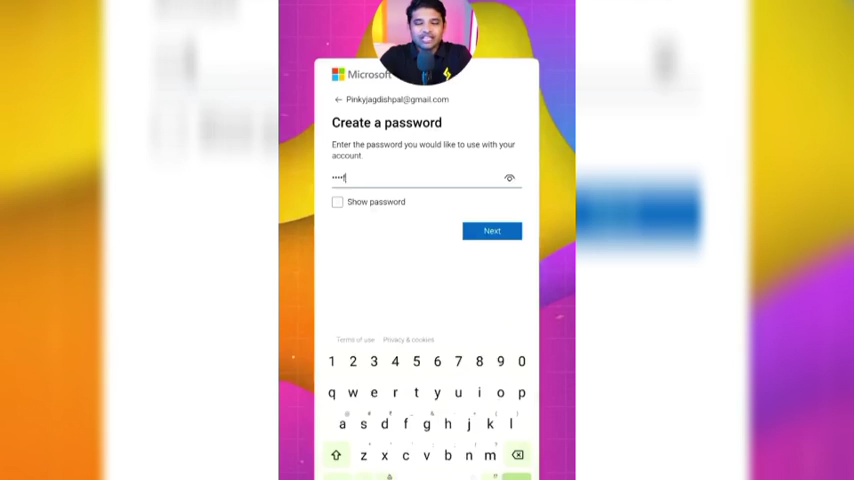 Microsoft
← Pinkyjagdishpal@gmail.com
Create a password
Enter the password you would like to use with your
account.
Show password
Next
Terms of use Privacy & cookies
1 2 3 4 5 6 7 8 9 0
q w e r t y u i o p
a s d f g h j k l
z x c v b n m